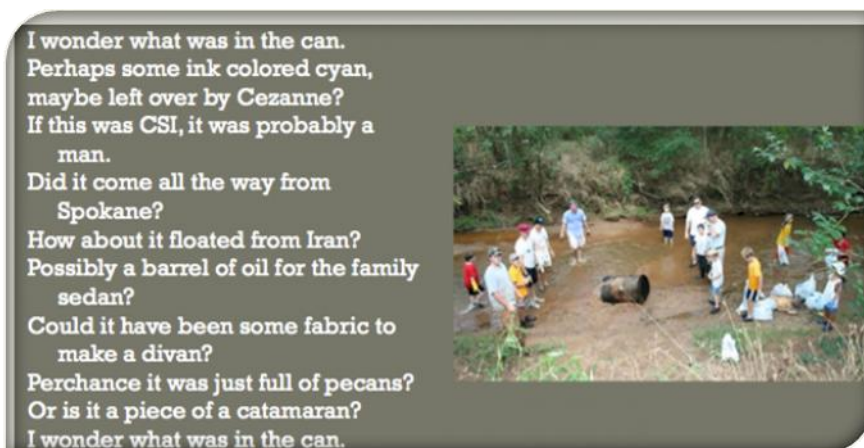 I wonder what was in the can.
Perhaps some ink colored cyan,
maybe left over by Cezanne?
If this was CSI, it was probably a
man.
Did it come all the way from
Spokane?
How about it floated from Iran?
Possibly a barrel of oil for the family
sedan?
Could it have been some fabric to
make a divan?
Perchance it was just full of pecans?
Or is it a piece of a catamaran?
I wonder what was in the can.